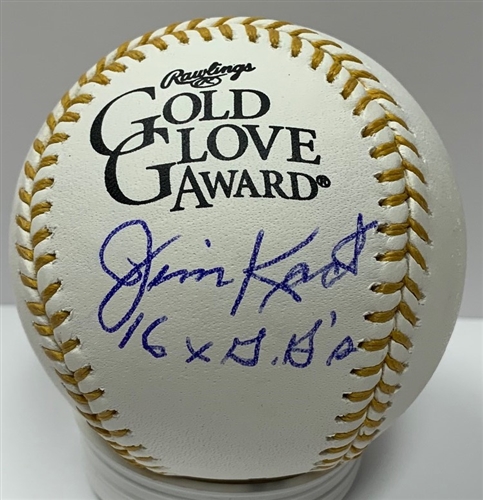 Rawlings
GOLD
GLOVE
AWARD®
Jim Kaat
16 x G.G's